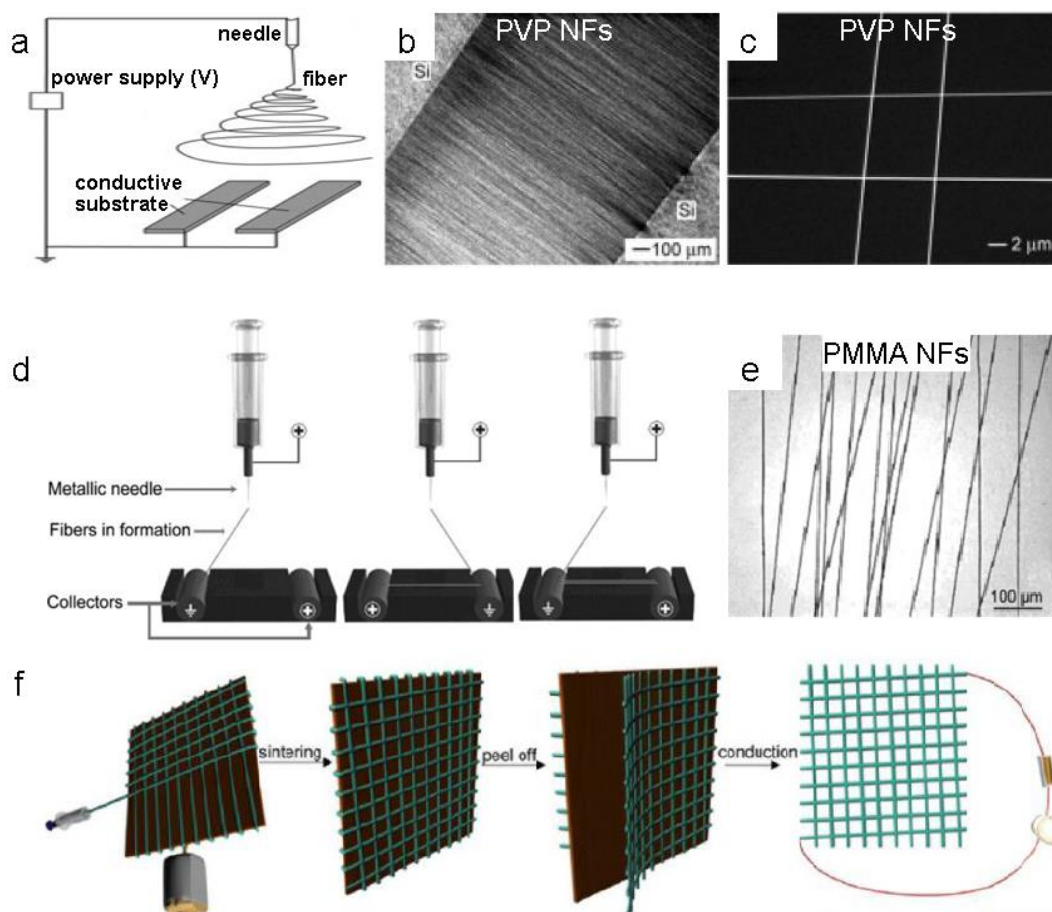 a
needle
power supply (V)
fiber
conductive
substrate
b
PVP NFs
Si
Si
100 μm
c
PVP NFs
2 μm
d
Metallic needle
Fibers in formation
Collectors
e
PMMA NFs
100 μm
f
sintering
peel off
conduction